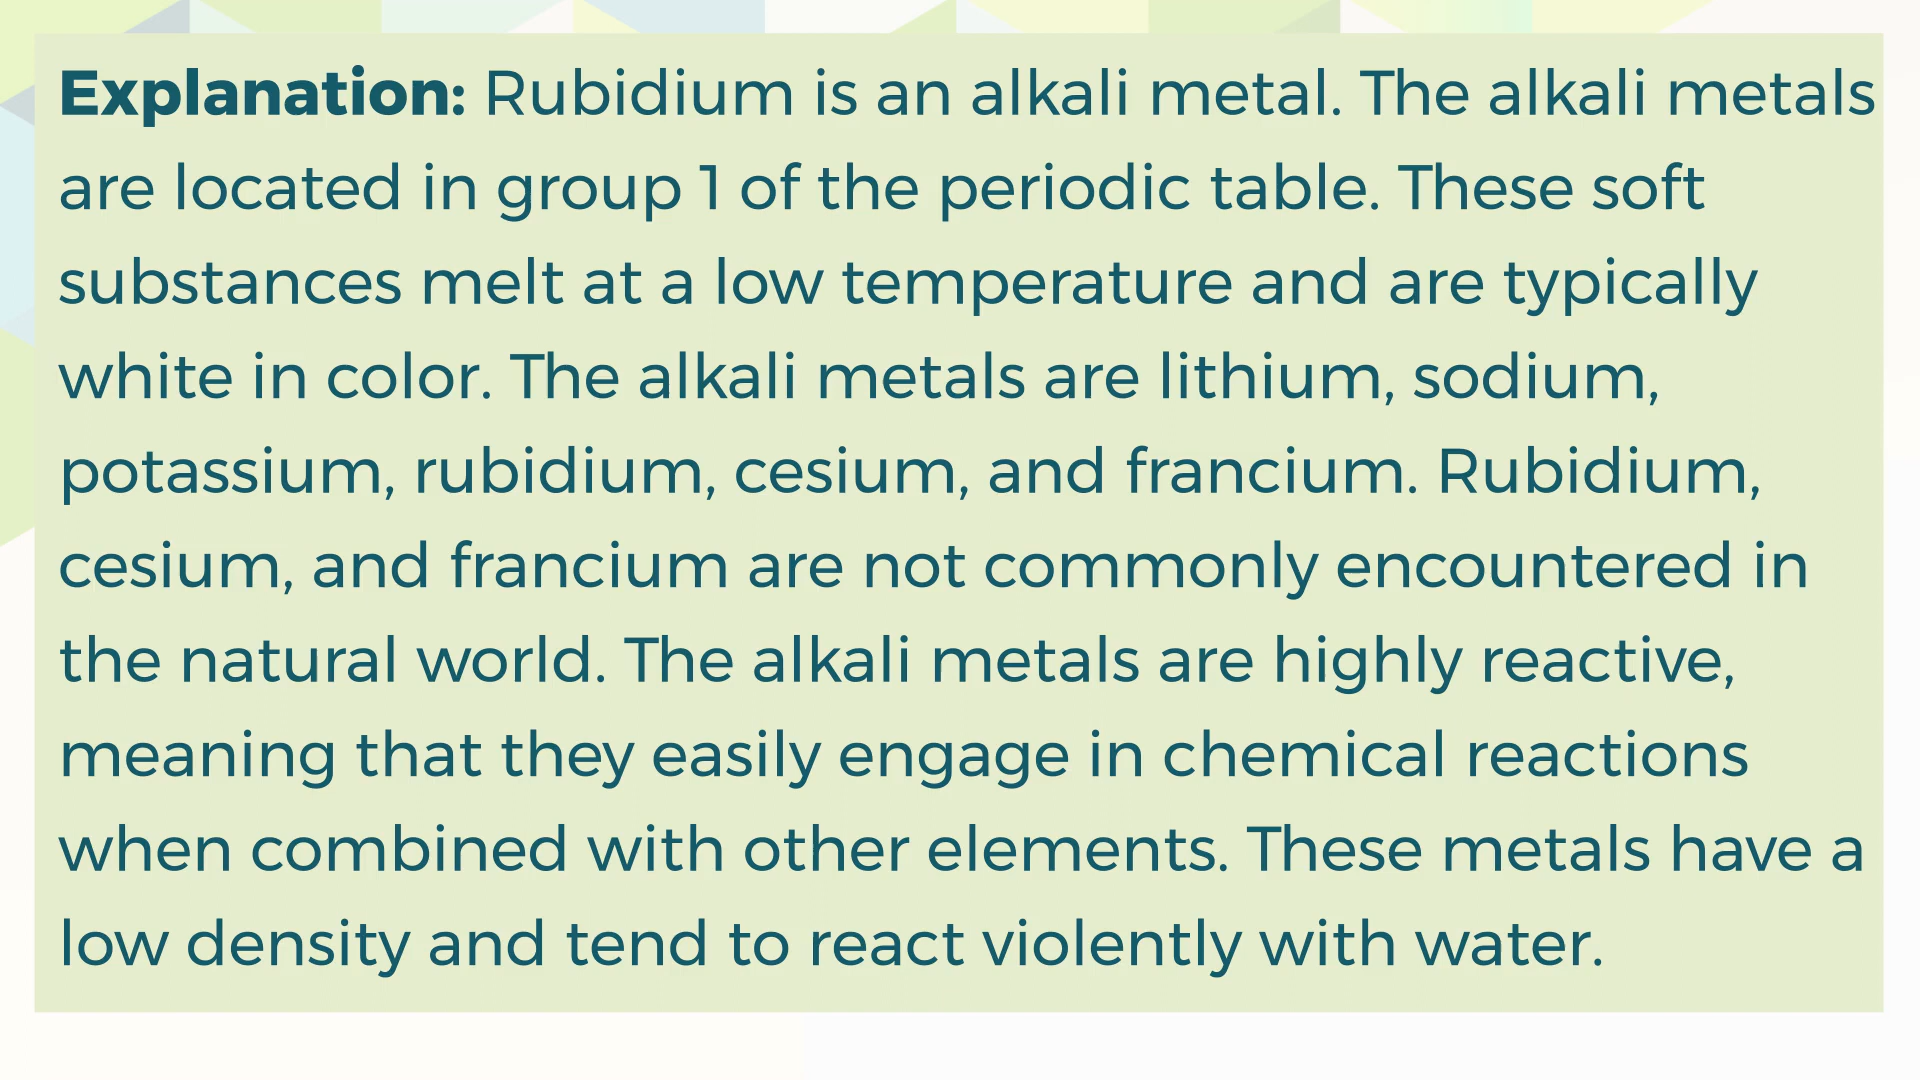 Explanation: Rubidium is an alkali metal. The alkali metals
are located in group 1 of the periodic table. These soft
substances melt at a low temperature and are typically
white in color. The alkali metals are lithium, sodium,
potassium, rubidium, cesium, and francium. Rubidium,
cesium, and francium are not commonly encountered in
the natural world. The alkali metals are highly reactive,
meaning that they easily engage in chemical reactions
when combined with other elements. These metals have a
low density and tend to react violently with water.